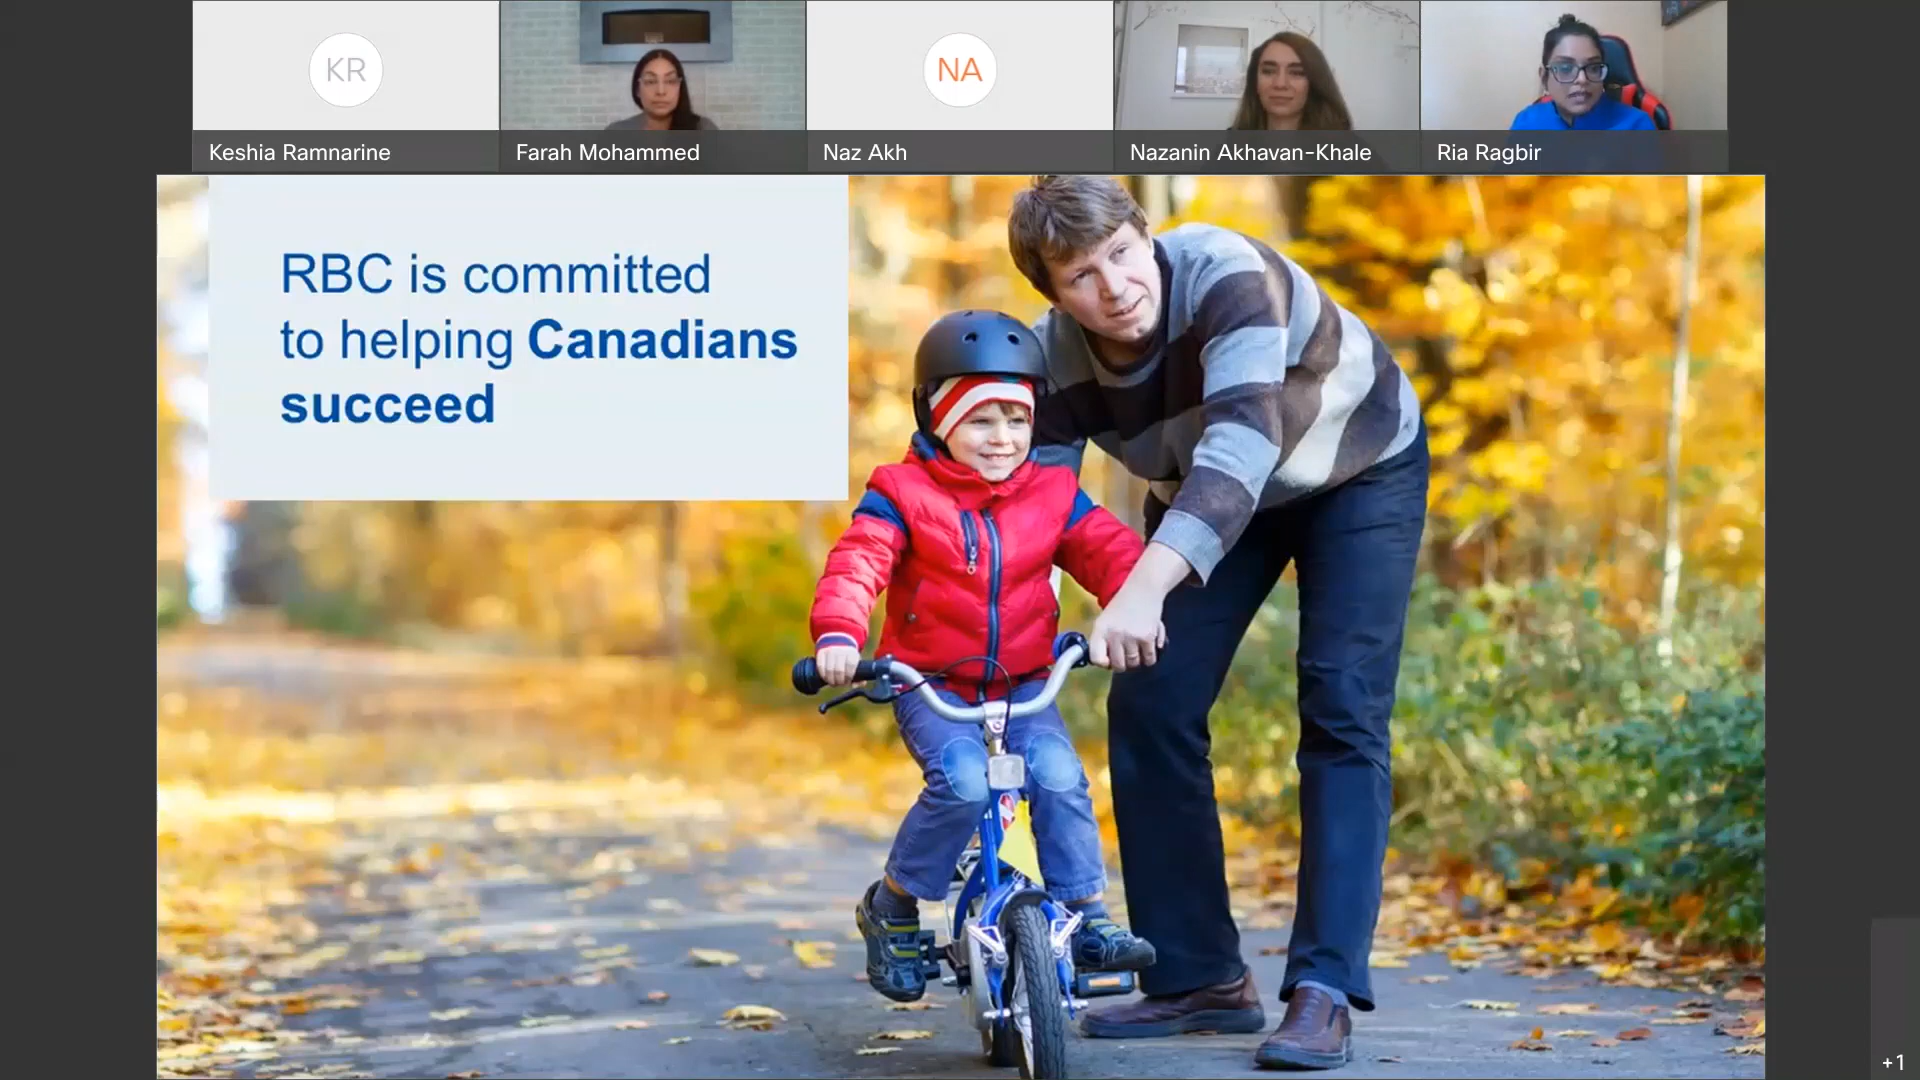 KR
NA
Keshia Ramnarine
Farah Mohammed
Naz Akh
Nazanin Akhavan-Khale
Ria Ragbir
RBC is committed
to helping Canadians
succeed
+1